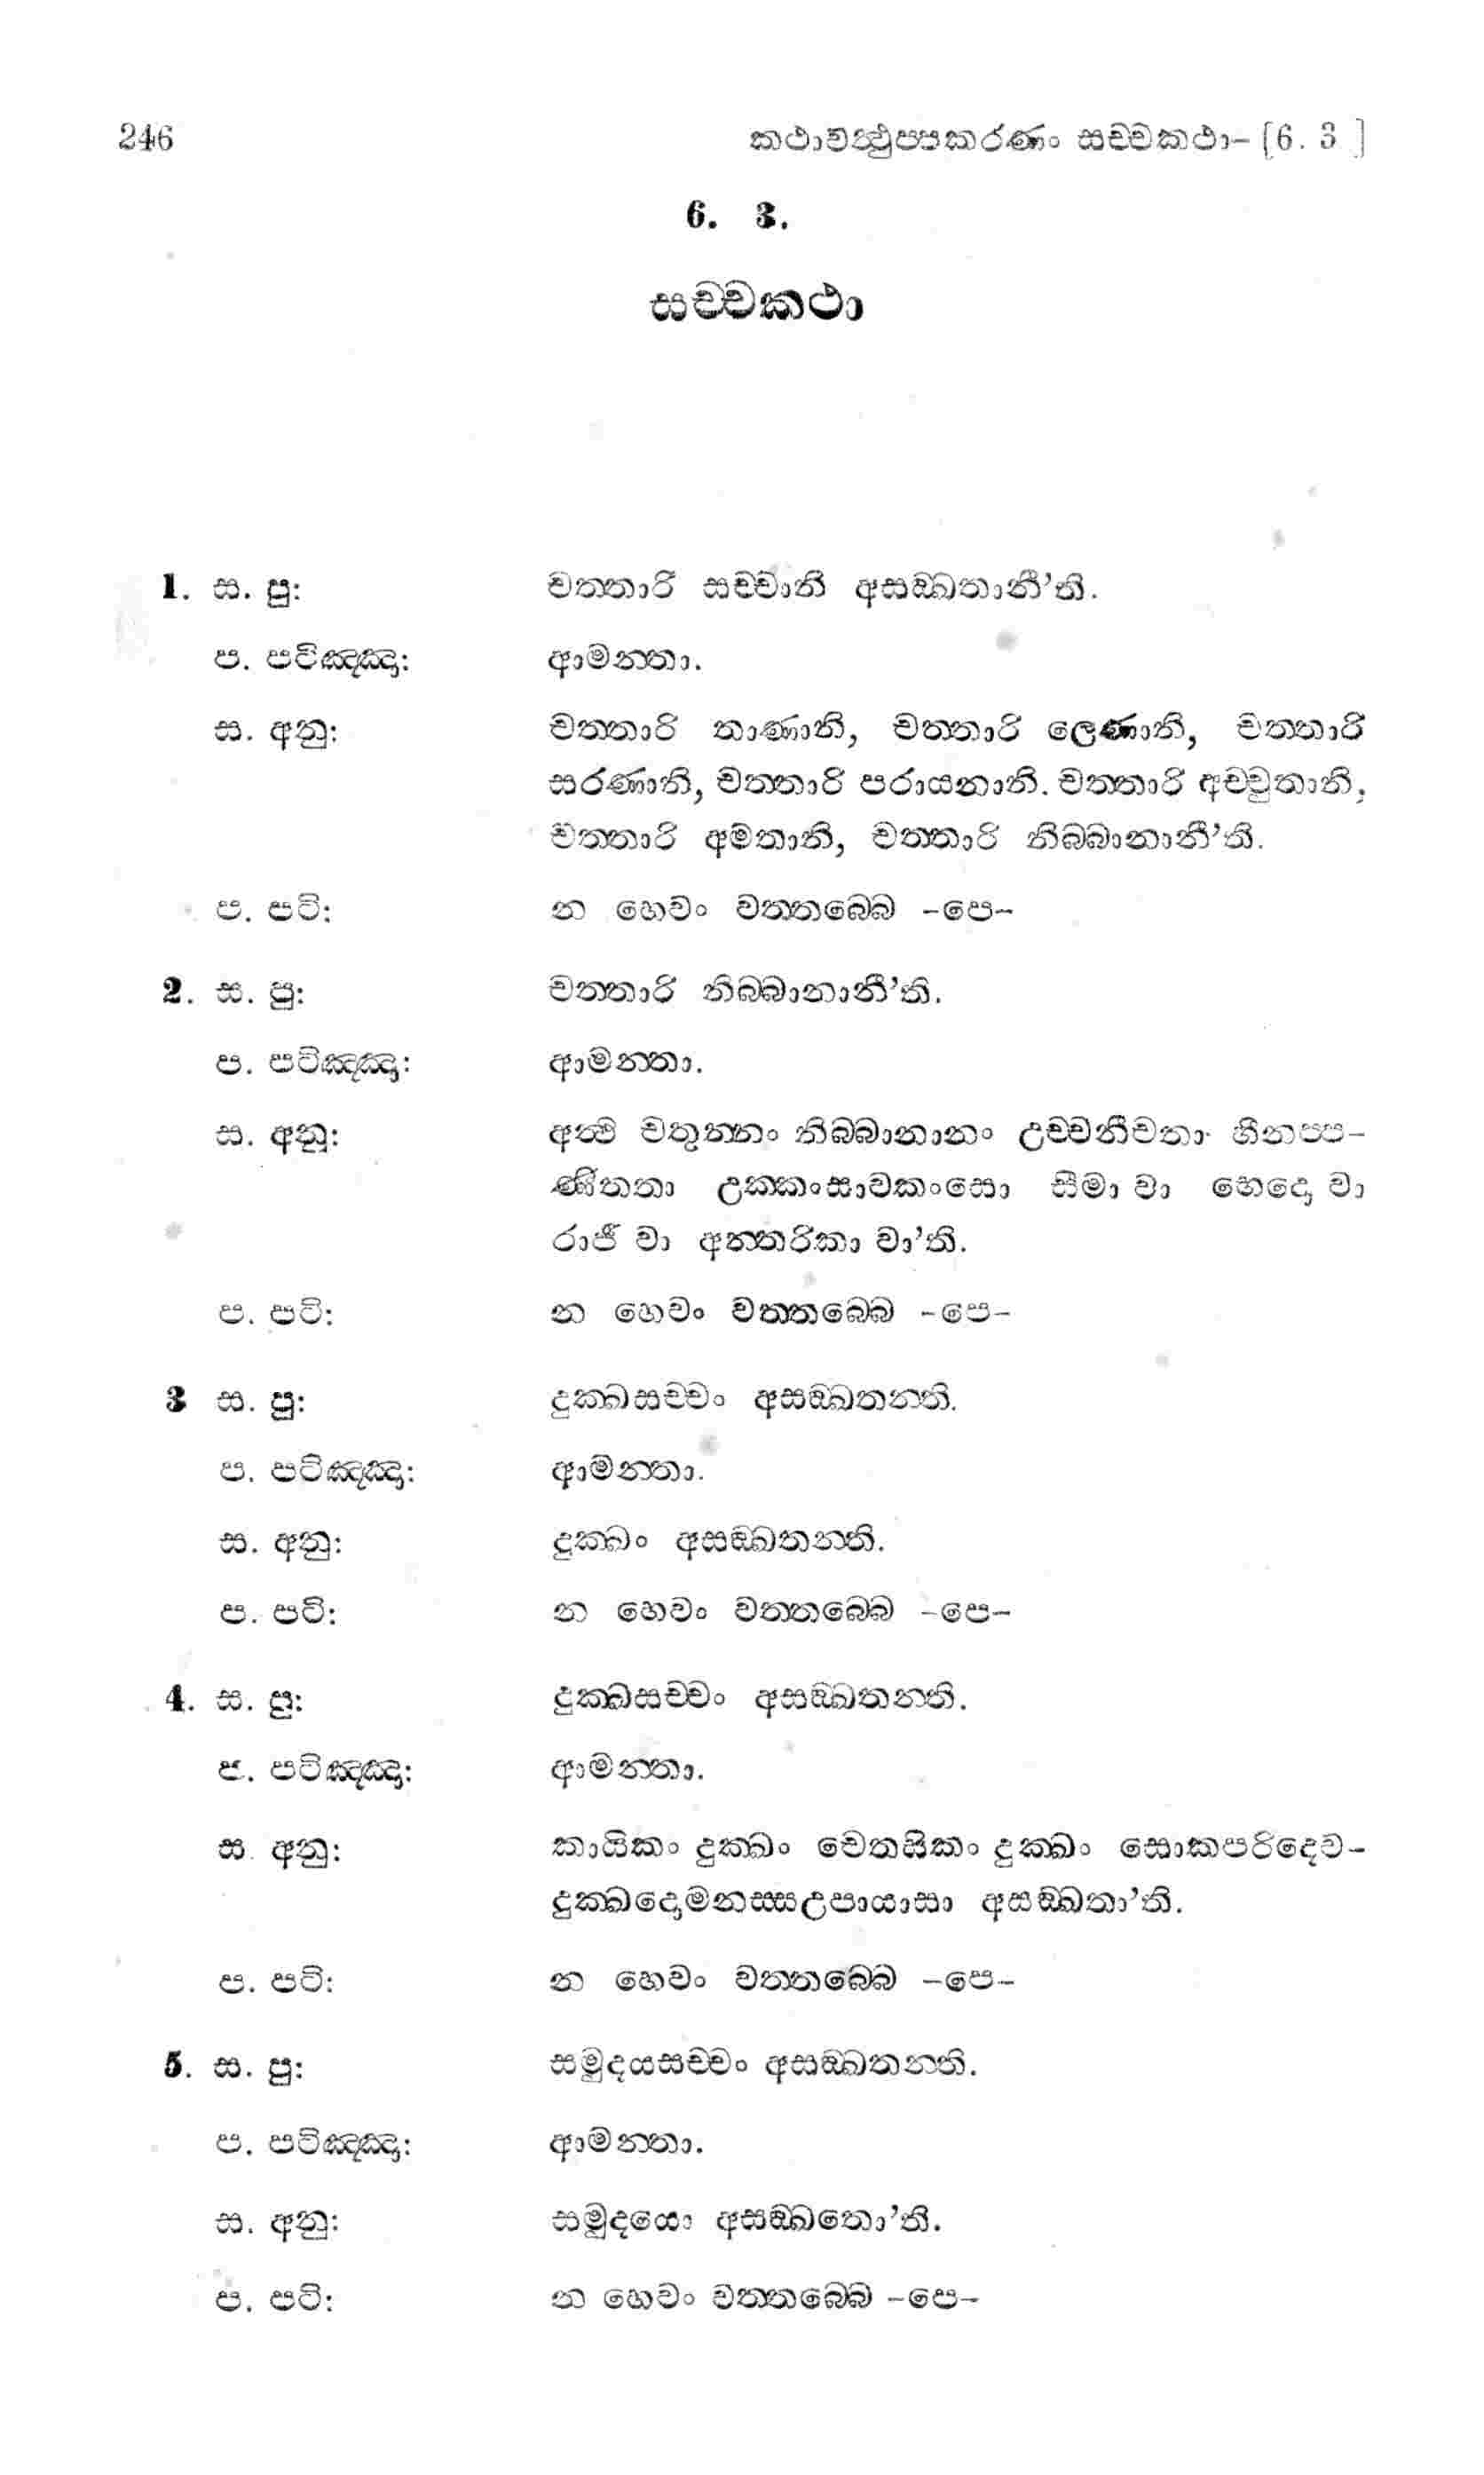 246 කථාවත්‍ථුප්පකරණං සච්චකථා– [6. 3 ]
6. 3.
සච්චකථා
1. ස. පු: චත්තාරි සච්චානි අසඞ්ඛතානී’ති.
ප. පටිඤ්ඤා: ආමන්තා.
ස. අනු: චත්තාරි තාණානි, චත්තාරි ලෙණානි, චත්තාරි
සරණානි, චත්තාරි පරායනානි. චත්තාරි අච්චුතානි,
චත්තාරි අමතානි, චත්තාරි නිබ්බානානී’ති.
ප. පටි: න හෙවං වත්තබ්බෙ -පෙ-
2. ස. පු: චත්තාරි නිබ්බානානී’ති.
ප. පටිඤ්ඤා: ආමන්තා.
ස. අනු: අත්‍ථි චතුන්නං නිබ්බානානං උච්චනීචතා හීනප්ප-
ණීතතා උක්කංසාවකංසො සීමා වා භෙදො වා
රාජි වා අන්තරිකා වා’ති.
ප. පටි: න හෙවං වත්තබ්බෙ -පෙ-
3 ස. පු: දුක්ඛසච්චං අසඞ්ඛතන්ති.
ප. පටිඤ්ඤා: ආමන්තා.
ස. අනු: දුක්ඛං අසඞ්ඛතන්ති.
ප. පටි: න හෙවං වත්තබ්බෙ -පෙ-
4. ස. පු: දුක්ඛසච්චං අසඞ්ඛතන්ති.
ප. පටිඤ්ඤා: ආමන්තා.
ස. අනු: කායිකං දුක්ඛං චෙතසිකං දුක්ඛං සොකපරිදෙව-
දුක්ඛදොමනස්සඋපායාසා අසඞ්ඛතා’ති.
ප. පටි: න හෙවං වත්තබ්බෙ -පෙ-
5. ස. පු: සමුදයසච්චං අසඞ්ඛතන්ති.
ප. පටිඤ්ඤා: ආමන්තා.
ස. අනු: සමුදයො අසඞ්ඛතො’ති.
ප. පටි: න හෙවං වත්තබ්බෙ -පෙ-